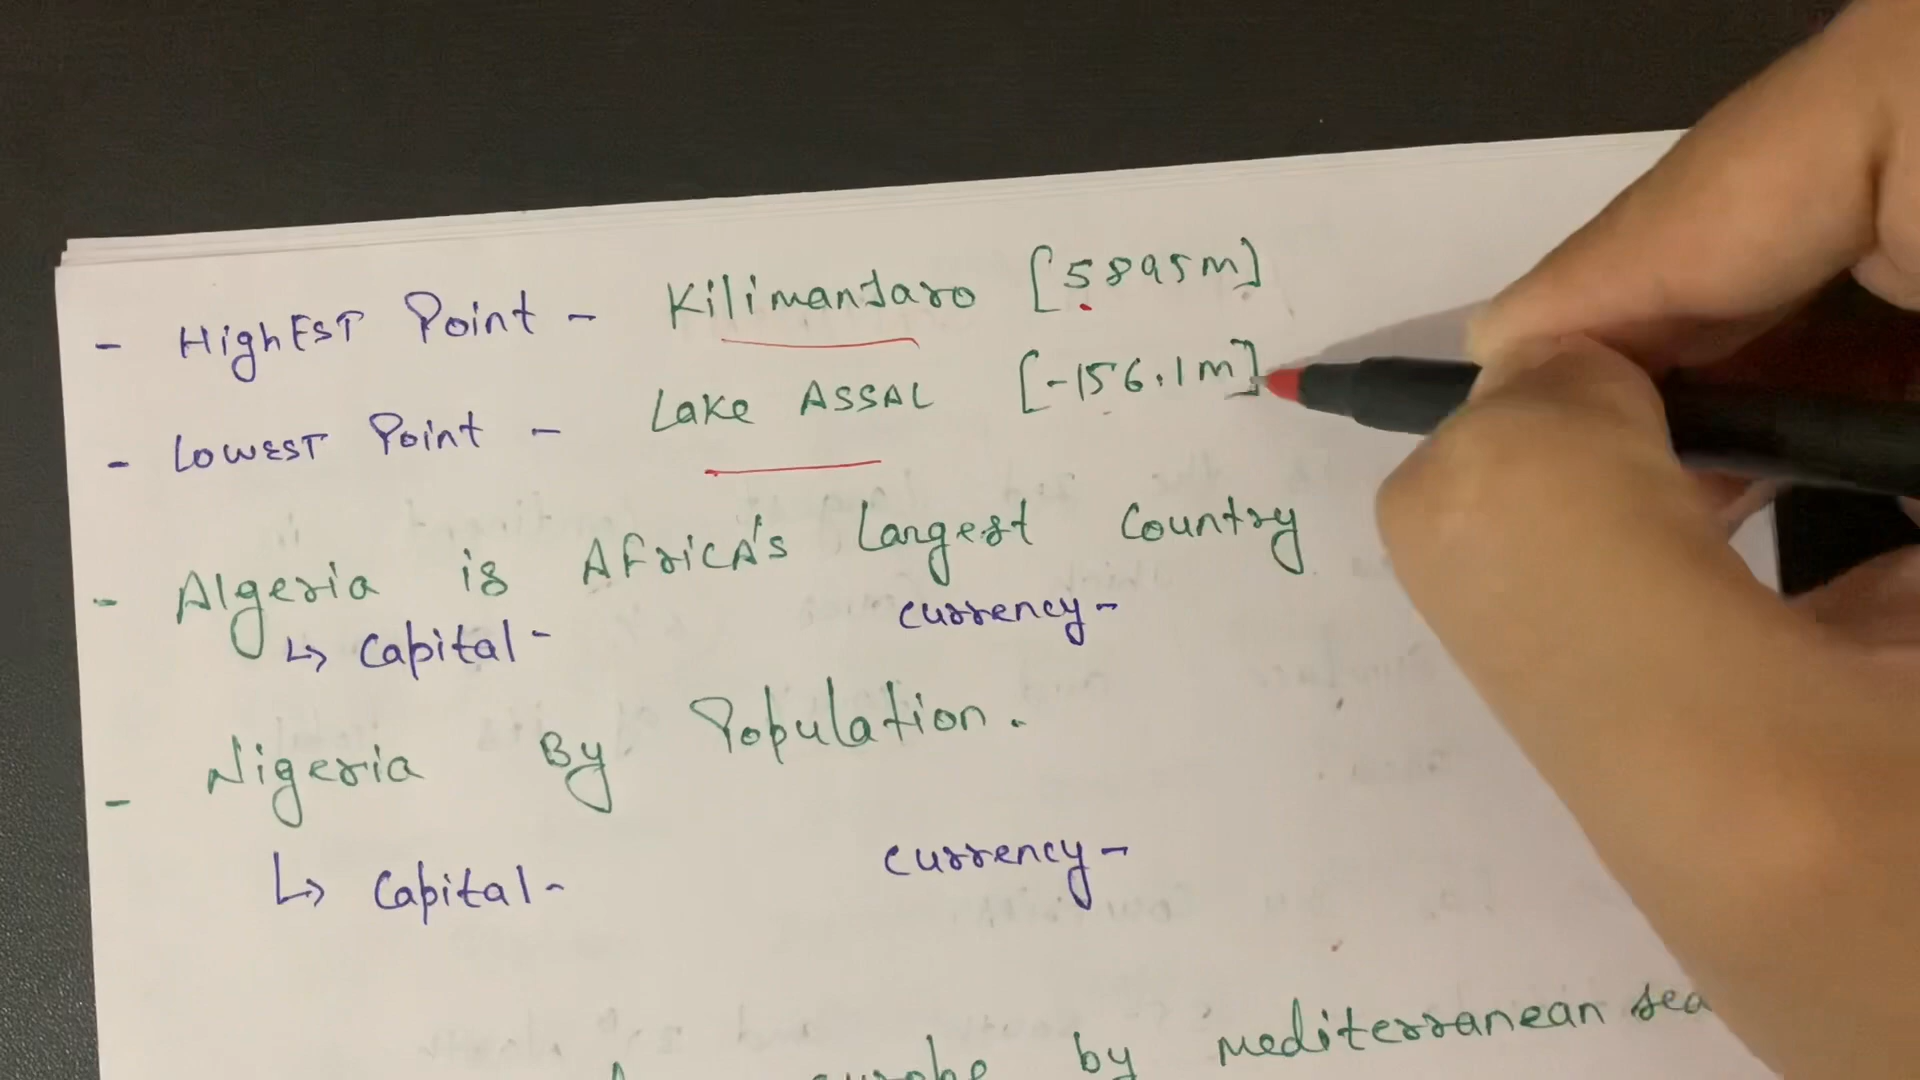 - HighEST Point - KilimanJaro [5895m]
- LOWEST Point - Lake ASSAL [-156.1m]
- Algeria is AFricA's Largest Country
↳ Capital - currency -
- Nigeria By Population.
↳ Capital - currency -
europe by mediterranean sea